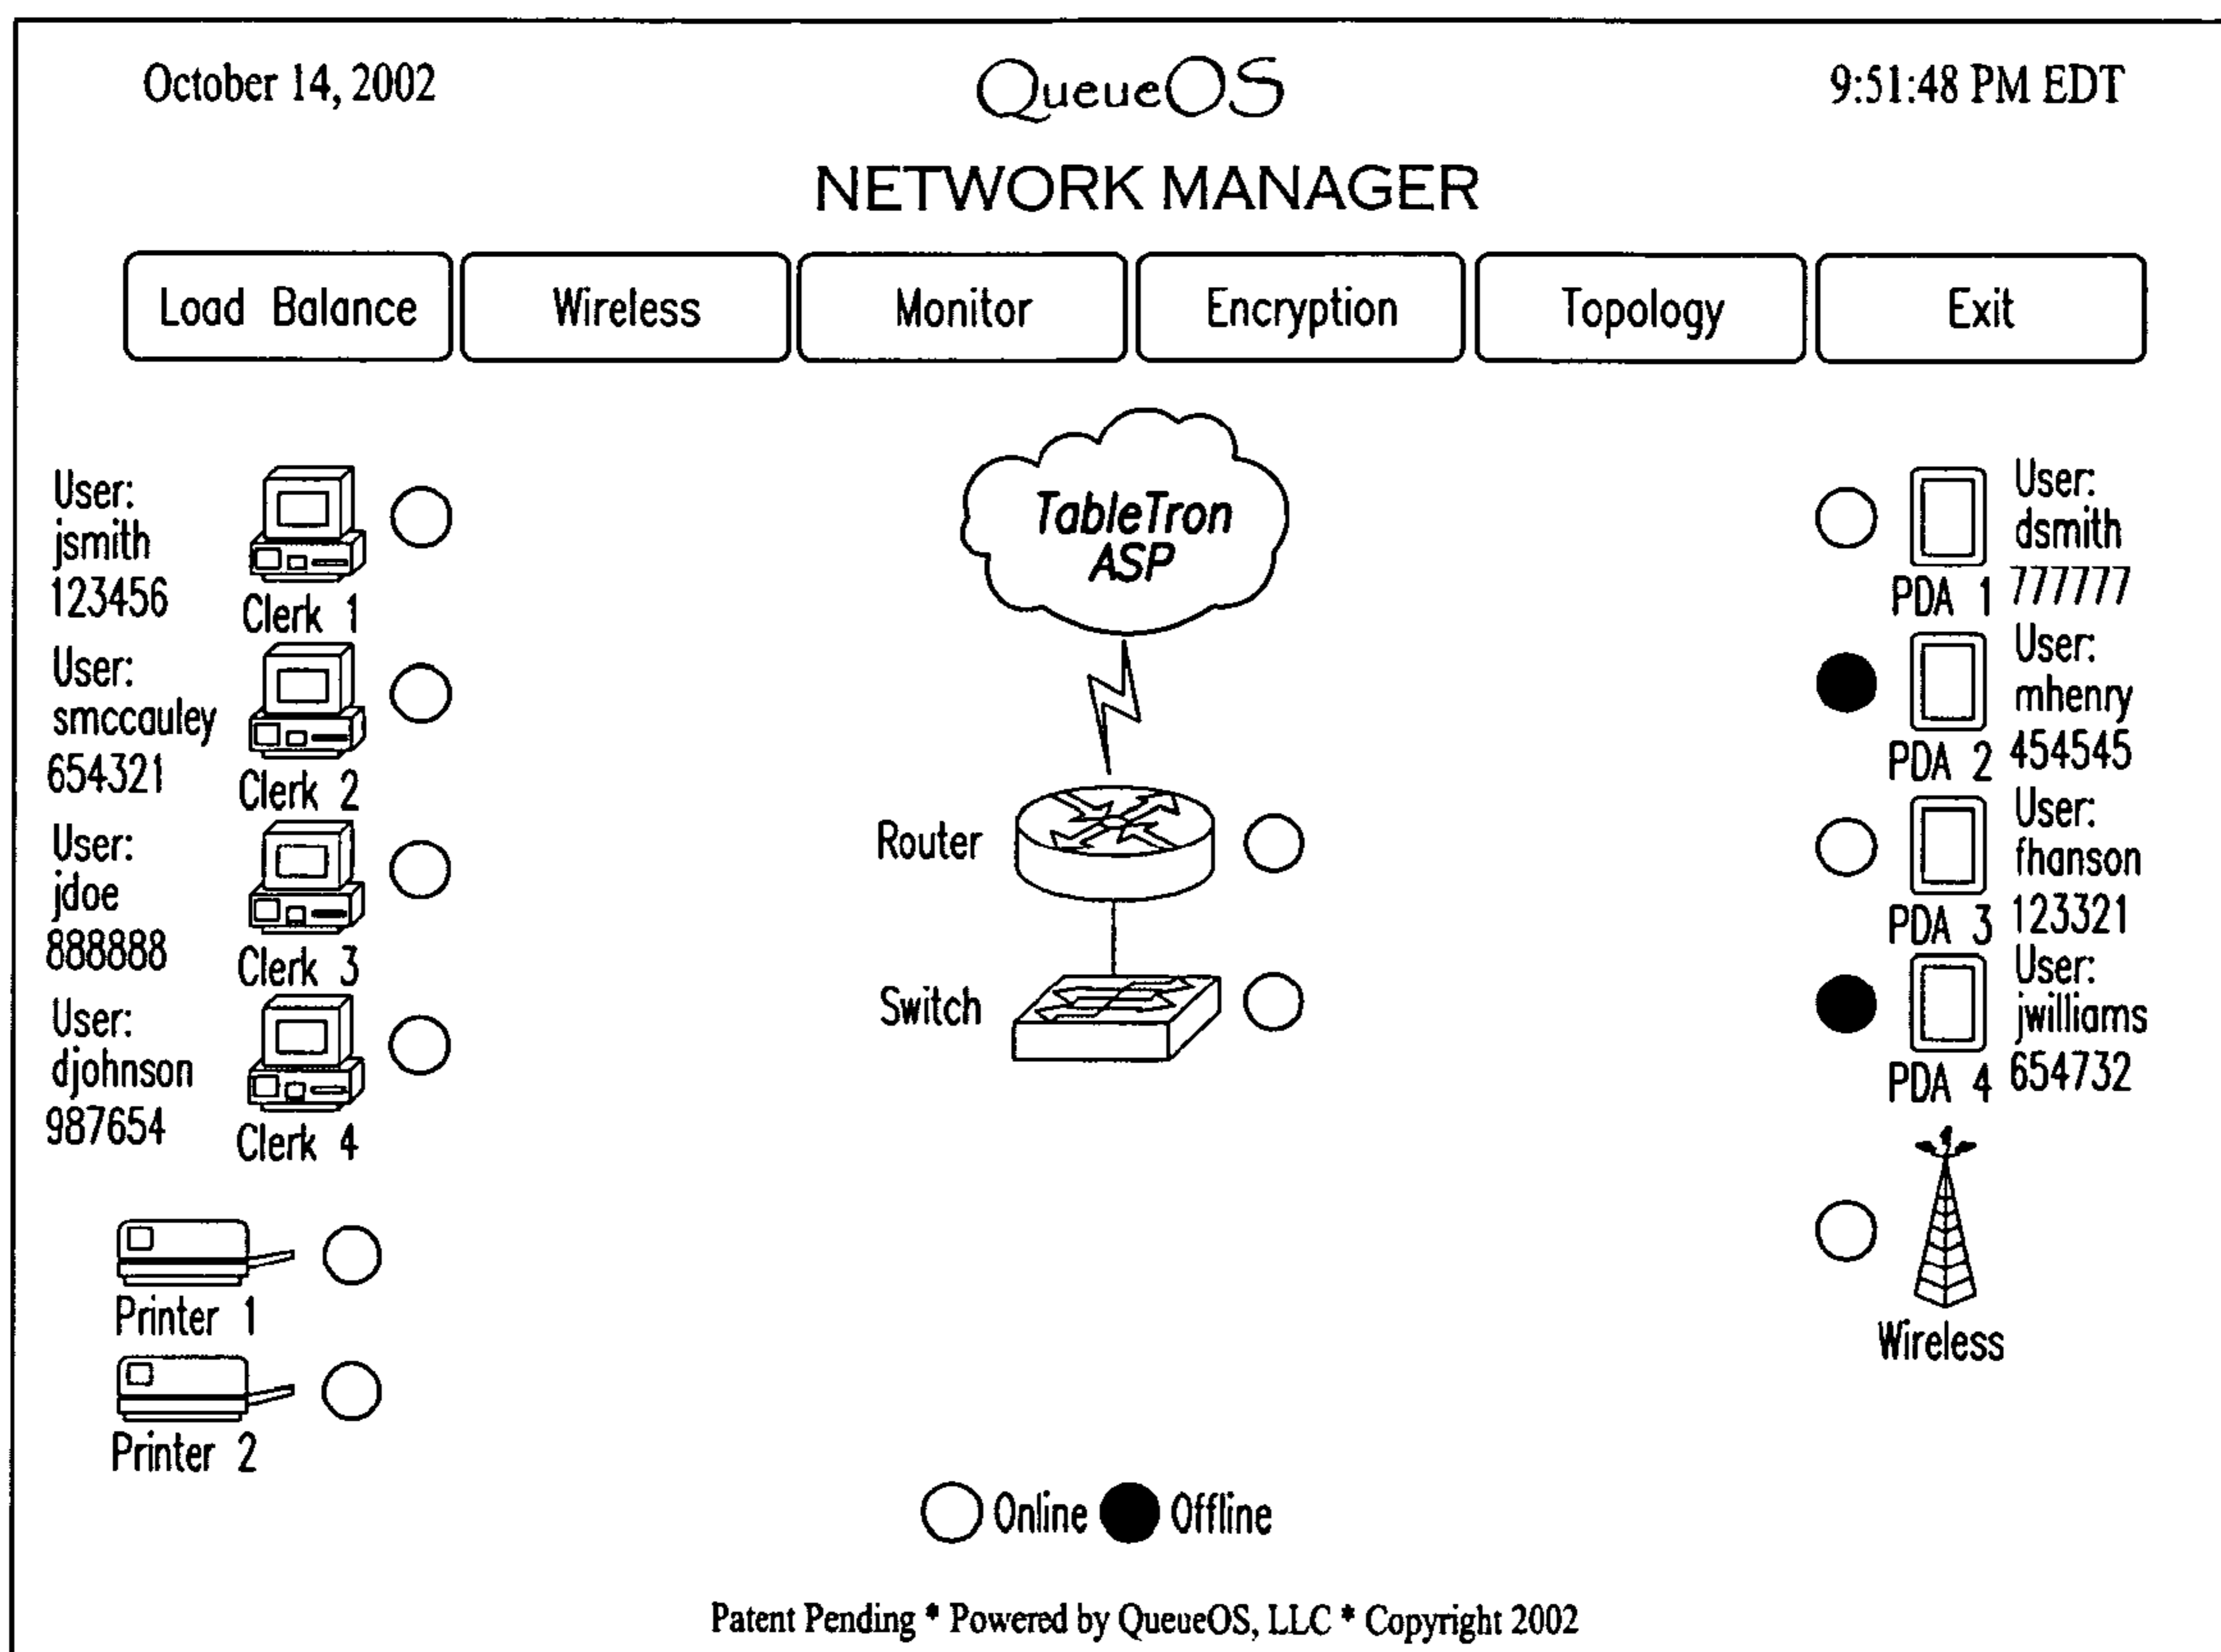 October 14, 2002
QueueOS
9:51:48 PM EDT
NETWORK MANAGER
Load Balance
Wireless
Monitor
Encryption
Topology
Exit
User:
jsmith
123456
Clerk 1
User:
smccauley
654321
Clerk 2
User:
jdoe
888888
Clerk 3
User:
djohnson
987654
Clerk 4
Printer 1
Printer 2
TableTron
ASP
Router
Switch
User:
dsmith
777777
PDA 1
User:
mhenry
454545
PDA 2
User:
fhanson
123321
PDA 3
User:
jwilliams
654732
PDA 4
Wireless
Online
Offline
Patent Pending * Powered by QueueOS, LLC * Copyright 2002